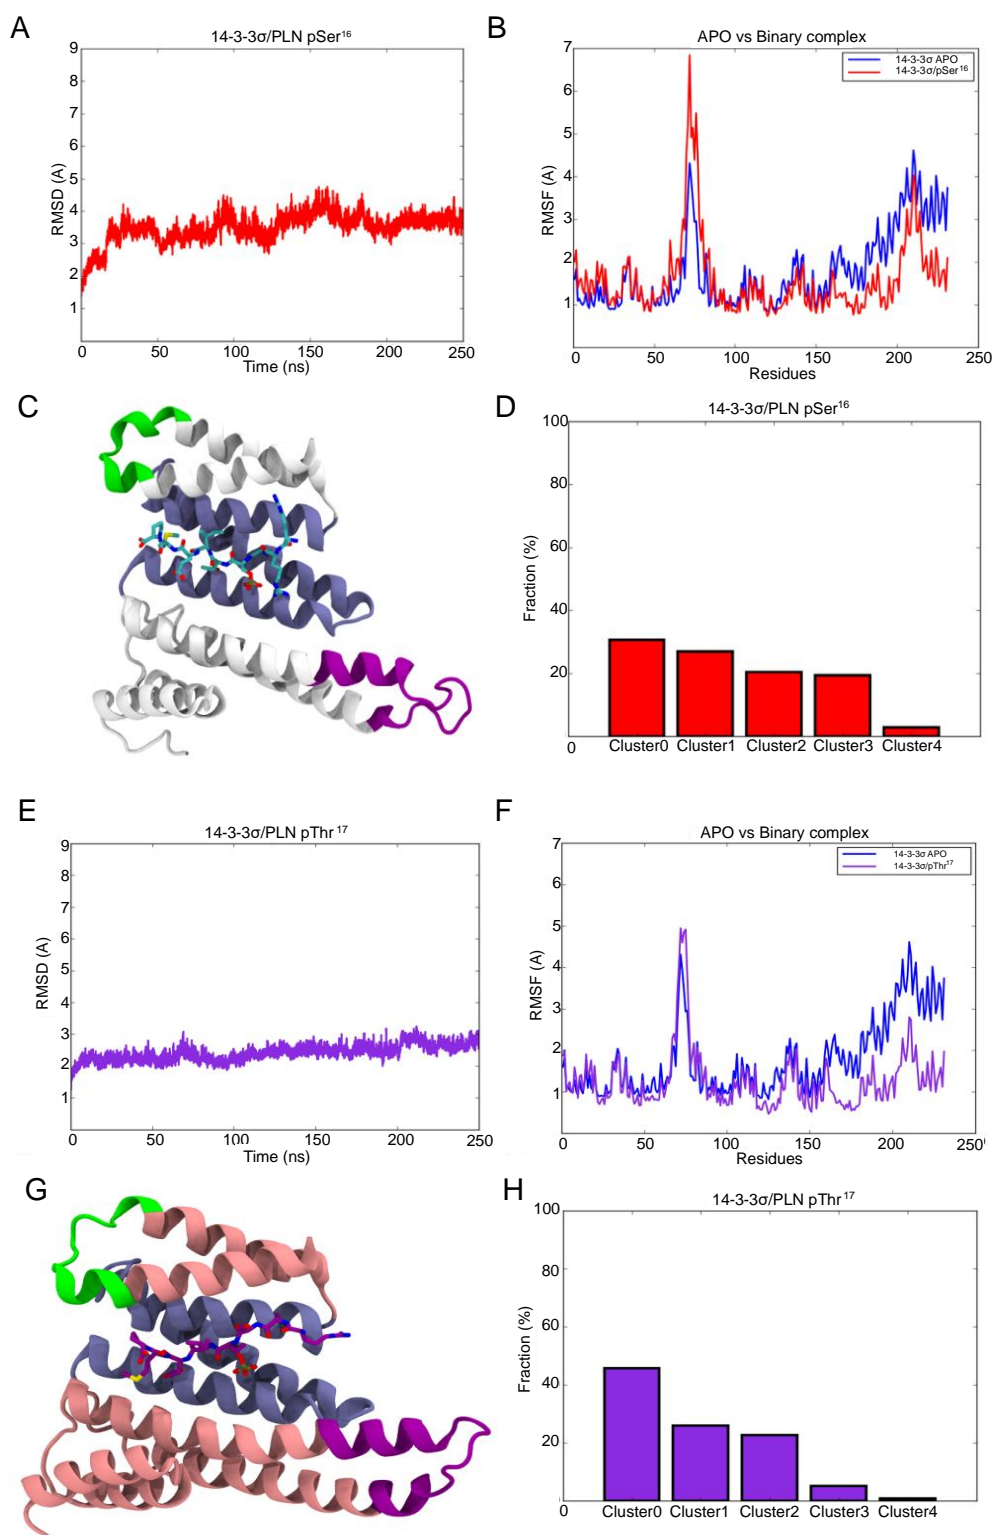 A
14-3-3σ/PLN pSer16
9
8
7
6
5
4
3
2
1
RMSD (A)
0 50 100 150 200 250
Time (ns)
B
APO vs Binary complex
14-3-3σ APO
14-3-3σ/pSer16
7
6
5
4
3
2
1
RMSF (A)
0 50 100 150 200 250
Residues
C
D
14-3-3σ/PLN pSer16
100
80
60
40
20
0
Fraction (%)
Cluster0 Cluster1 Cluster2 Cluster3 Cluster4
E
14-3-3σ/PLN pThr17
9
8
7
6
5
4
3
2
1
RMSD (A)
0 50 100 150 200 250
Time (ns)
F
APO vs Binary complex
14-3-3σ APO
14-3-3σ/pThr17
7
6
5
4
3
2
1
RMSF (A)
0 50 100 150 200 250
Residues
G
H
14-3-3σ/PLN pThr17
100
80
60
40
20
0
Fraction (%)
Cluster0 Cluster1 Cluster2 Cluster3 Cluster4